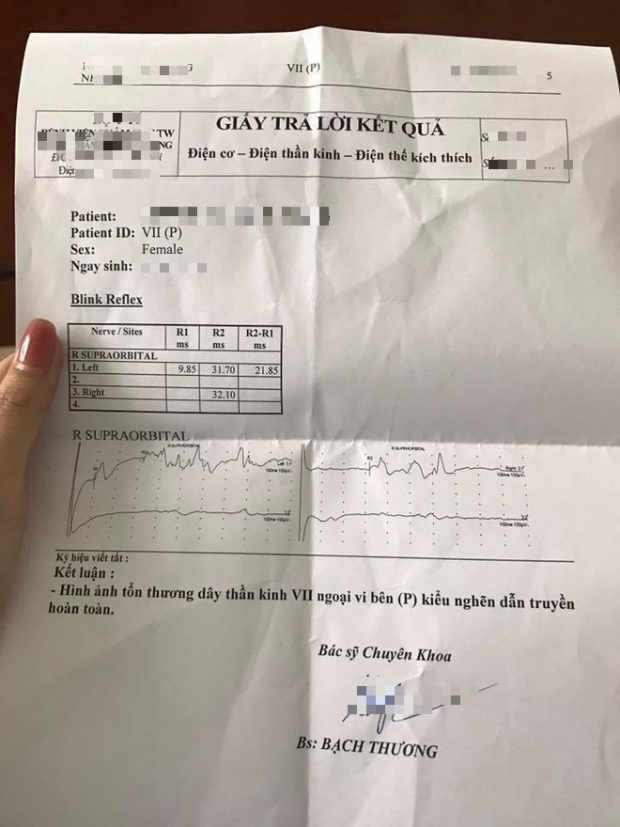 VII (P)
5
TW
GIẤY TRẢ LỜI KẾT QUẢ
Điện cơ – Điện thần kinh – Điện thế kích thích
Patient:
Patient ID: VII (P)
Sex: Female
Ngay sinh:
Blink Reflex
Nerve / Sites R1 R2 R2-R1
ms ms ms
R SUPRAORBITAL
1. Left 9.85 31.70 21.85
2.
3. Right 32.10
4.
R SUPRAORBITAL
R SUPRAORBITAL R SUPRAORBITAL
Ký hiệu viết tắt :
Kết luận :
- Hình ảnh tổn thương dây thần kinh VII ngoại vi bên (P) kiểu nghẽn dẫn truyền
hoàn toàn.
Bác sỹ Chuyên Khoa
Bs: BẠCH THƯƠNG